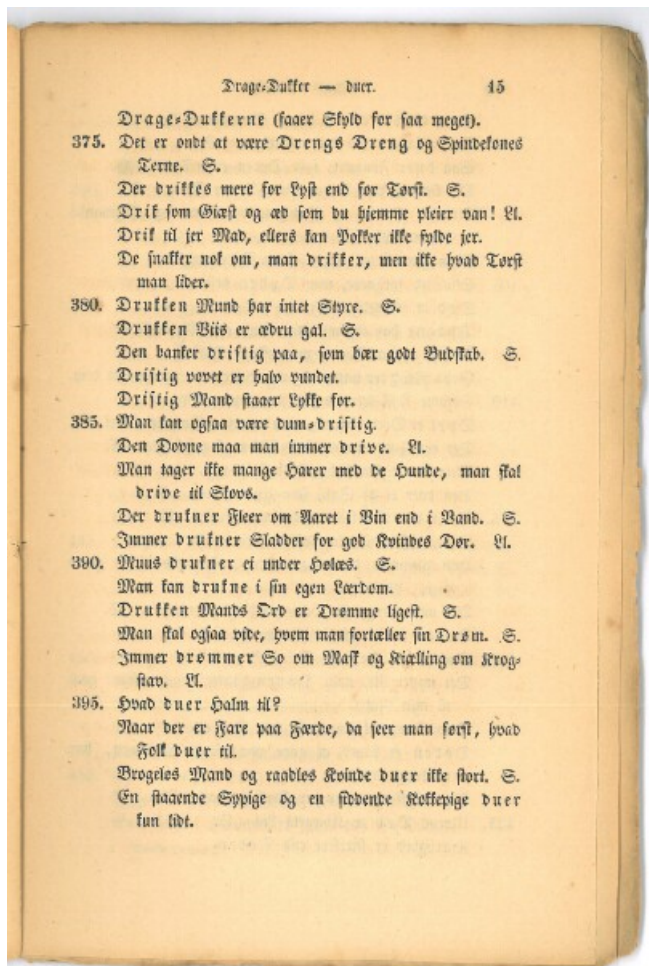 Drage-Dukker — duer. 15
Drage-Dukkerne (faaer Skyld for saa meget).
375. Det er ondt at være Drengs Dreng og Spindekones
Terne. S.
Der drikkes mere for Lyst end for Tørst. S.
Drik som Giæst og æd som du hjemme pleier van! Ll.
Drik til jer Mad, ellers kan Pokker ikke fylde jer.
De snakker nok om, man drikker, men ikke hvad Tørst
man lider.
380. Drukken Mund har intet Styre. S.
Drukken Viis er ædru gal. S.
Den banker dristig paa, som bær godt Budskab. S.
Dristig vovet er halv vundet.
Dristig Mand staaer Lykke for.
385. Man kan ogsaa være dum-dristig.
Den Dovne maa man immer drive. Ll.
Man tager ikke mange Harer med de Hunde, man skal
drive til Skovs.
Der drukner Fleer om Aaret i Vin end i Vand. S.
Immer drukner Sladder for god Kvindes Dør. Ll.
390. Muus drukner ei under Hølæs. S.
Man kan drukne i sin egen Lærdom.
Drukken Mands Ord er Drømme ligest. S.
Man skal ogsaa vide, hvem man fortæller sin Drøm. S.
Immer drømmer So om Mask og Kiælling om Krog-
stav. Ll.
395. Hvad duer Halm til?
Naar der er Fare paa Færde, da seer man først, hvad
Folk duer til.
Brogeløs Mand og raadløs Kvinde duer ikke stort. S.
En staaende Sypige og en siddende Kokkepige duer
kun lidt.